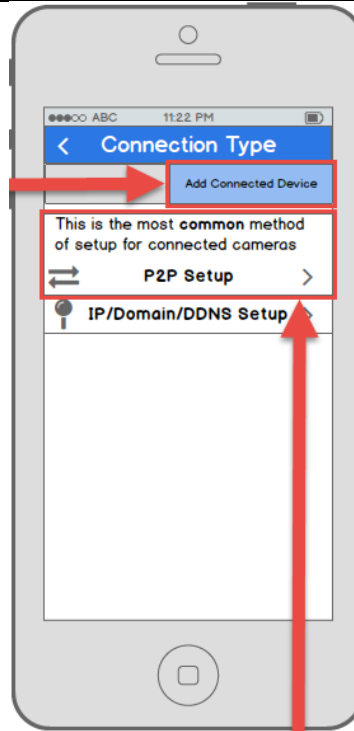 ABC 11:22 PM
Connection Type
Add Connected Device
This is the most common method
of setup for connected cameras
P2P Setup
IP/Domain/DDNS Setup